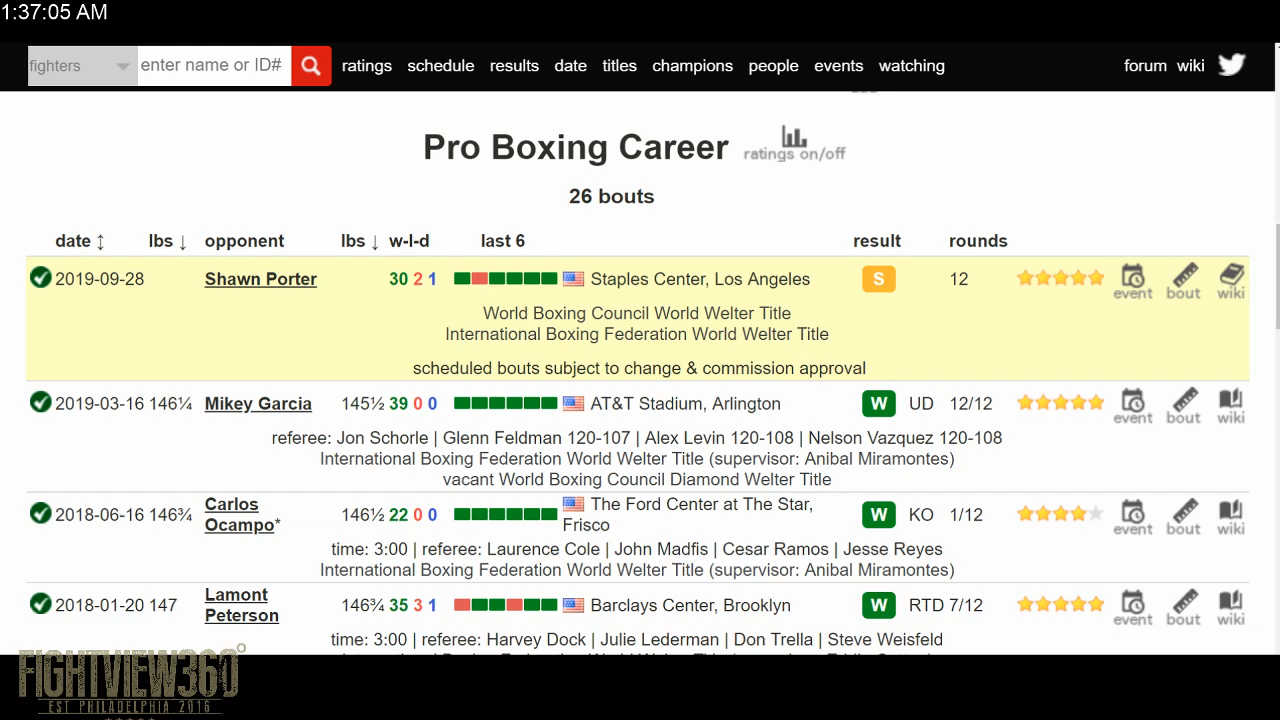 1:37:05 AM
fighters enter name or ID# ratings schedule results date titles champions people events watching forum wiki
Pro Boxing Career ratings on/off
26 bouts
date ↕ lbs ↓ opponent lbs ↓ w-l-d last 6 result rounds
2019-09-28 Shawn Porter 30 2 1 Staples Center, Los Angeles S 12 event bout wiki
World Boxing Council World Welter Title
International Boxing Federation World Welter Title
scheduled bouts subject to change & commission approval
2019-03-16 146¼ Mikey Garcia 145½ 39 0 0 AT&T Stadium, Arlington W UD 12/12 event bout wiki
referee: Jon Schorle | Glenn Feldman 120-107 | Alex Levin 120-108 | Nelson Vazquez 120-108
International Boxing Federation World Welter Title (supervisor: Anibal Miramontes)
vacant World Boxing Council Diamond Welter Title
2018-06-16 146¾ Carlos Ocampo* 146½ 22 0 0 The Ford Center at The Star, Frisco W KO 1/12 event bout wiki
time: 3:00 | referee: Laurence Cole | John Madfis | Cesar Ramos | Jesse Reyes
International Boxing Federation World Welter Title (supervisor: Anibal Miramontes)
2018-01-20 147 Lamont Peterson 146¾ 35 3 1 Barclays Center, Brooklyn W RTD 7/12 event bout wiki
time: 3:00 | referee: Harvey Dock | Julie Lederman | Don Trella | Steve Weisfeld
FIGHTVIEW360°
EST PHILADELPHIA 2016